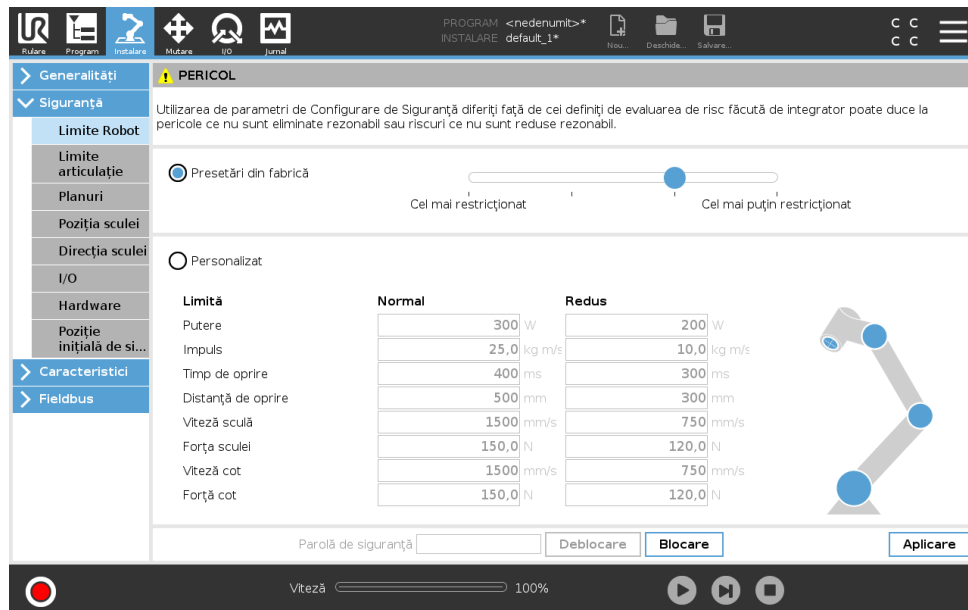 UR
PROGRAM <nedenumit>*
INSTALARE default_1*
Rulare Program Instalare Mutare I/O Jurnal Nou... Deschide... Salvare...
C C
C C
Generalități
Siguranță
Limite Robot
Limite
articulație
Planuri
Poziția sculei
Direcția sculei
I/O
Hardware
Poziție
inițială de si...
Caracteristici
Fieldbus
PERICOL
Utilizarea de parametri de Configurare de Siguranță diferiți față de cei definiți de evaluarea de risc făcută de integrator poate duce la
pericole ce nu sunt eliminate rezonabil sau riscuri ce nu sunt reduse rezonabil.
Presetări din fabrică
Cel mai restricționat Cel mai puțin restricționat
Personalizat
Limită Normal Redus
Putere 300 W 200 W
Impuls 25,0 kg m/s 10,0 kg m/s
Timp de oprire 400 ms 300 ms
Distanță de oprire 500 mm 300 mm
Viteză sculă 1500 mm/s 750 mm/s
Forța sculei 150,0 N 120,0 N
Viteză cot 1500 mm/s 750 mm/s
Forță cot 150,0 N 120,0 N
Parolă de siguranță Deblocare Blocare Aplicare
Viteză 100%